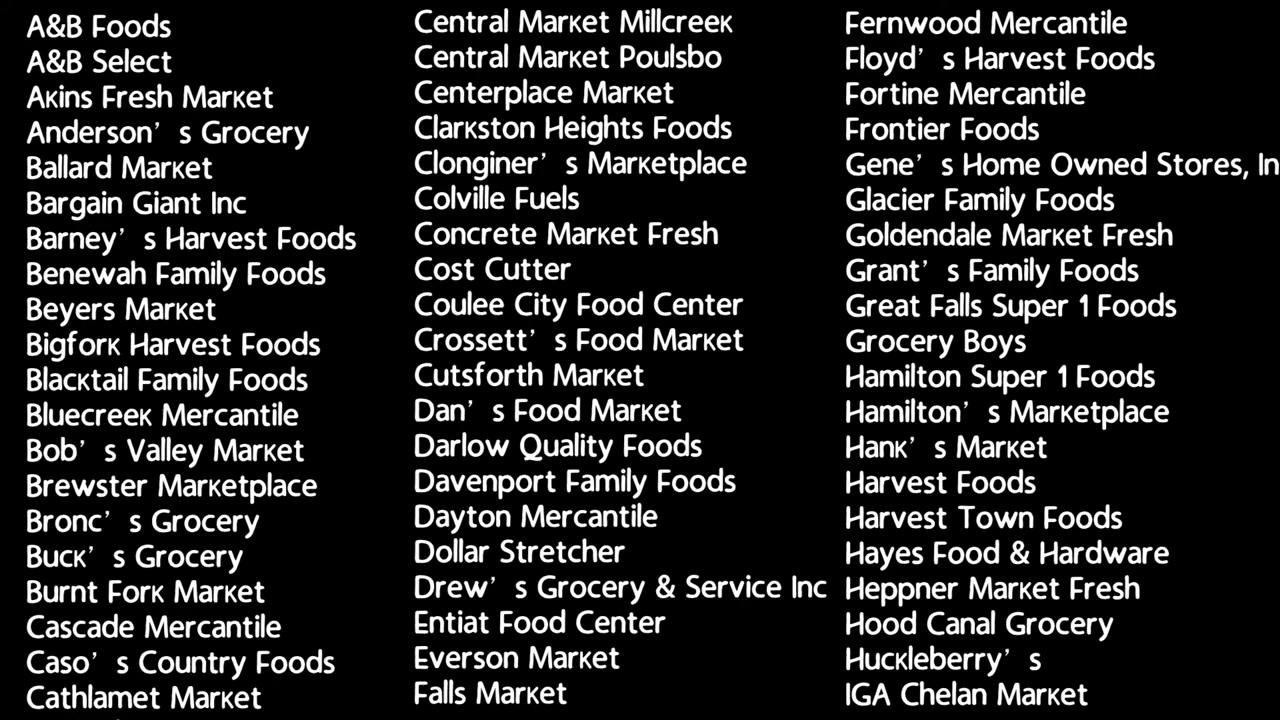 A&B Foods
A&B Select
Akins Fresh Market
Anderson’s Grocery
Ballard Market
Bargain Giant Inc
Barney’s Harvest Foods
Benewah Family Foods
Beyers Market
Bigfork Harvest Foods
Blacktail Family Foods
Bluecreek Mercantile
Bob’s Valley Market
Brewster Marketplace
Bronc’s Grocery
Buck’s Grocery
Burnt Fork Market
Cascade Mercantile
Caso’s Country Foods
Cathlamet Market
Central Market Millcreek
Central Market Poulsbo
Centerplace Market
Clarkston Heights Foods
Clonginer’s Marketplace
Colville Fuels
Concrete Market Fresh
Cost Cutter
Coulee City Food Center
Crossett’s Food Market
Cutsforth Market
Dan’s Food Market
Darlow Quality Foods
Davenport Family Foods
Dayton Mercantile
Dollar Stretcher
Drew’s Grocery & Service Inc
Entiat Food Center
Everson Market
Falls Market
Fernwood Mercantile
Floyd’s Harvest Foods
Fortine Mercantile
Frontier Foods
Gene’s Home Owned Stores, In
Glacier Family Foods
Goldendale Market Fresh
Grant’s Family Foods
Great Falls Super 1 Foods
Grocery Boys
Hamilton Super 1 Foods
Hamilton’s Marketplace
Hank’s Market
Harvest Foods
Harvest Town Foods
Hayes Food & Hardware
Heppner Market Fresh
Hood Canal Grocery
Huckleberry’s
IGA Chelan Market